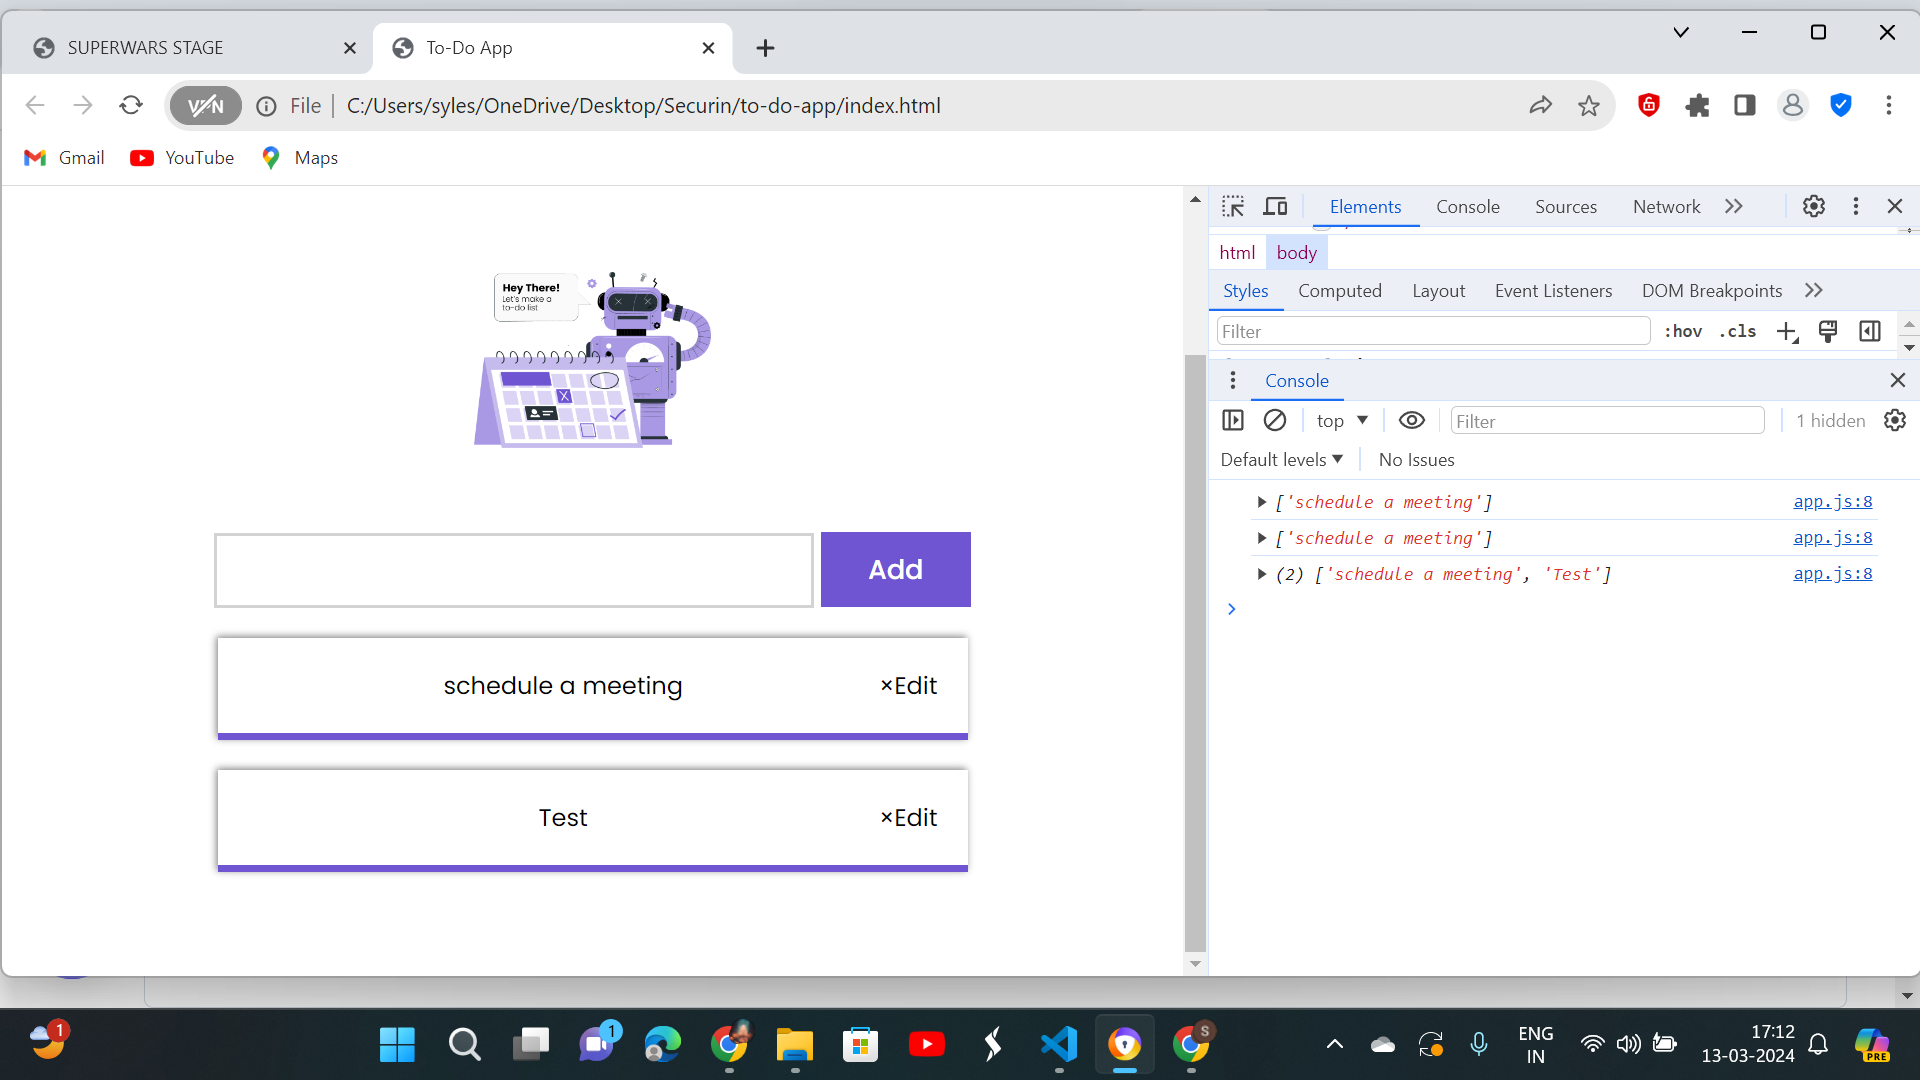 SUPERWARS STAGE
To-Do App
VPN
File
C:/Users/syles/OneDrive/Desktop/Securin/to-do-app/index.html
Gmail
YouTube
Maps
Hey There!
Let's make a
to-do list
Add
schedule a meeting
×Edit
Test
×Edit
Elements
Console
Sources
Network
html
body
Styles
Computed
Layout
Event Listeners
DOM Breakpoints
Filter
:hov
.cls
Console
top
Filter
1 hidden
Default levels
No Issues
['schedule a meeting']
app.js:8
['schedule a meeting']
app.js:8
(2) ['schedule a meeting', 'Test']
app.js:8
1
1
S
ENG
IN
17:12
13-03-2024
PRE